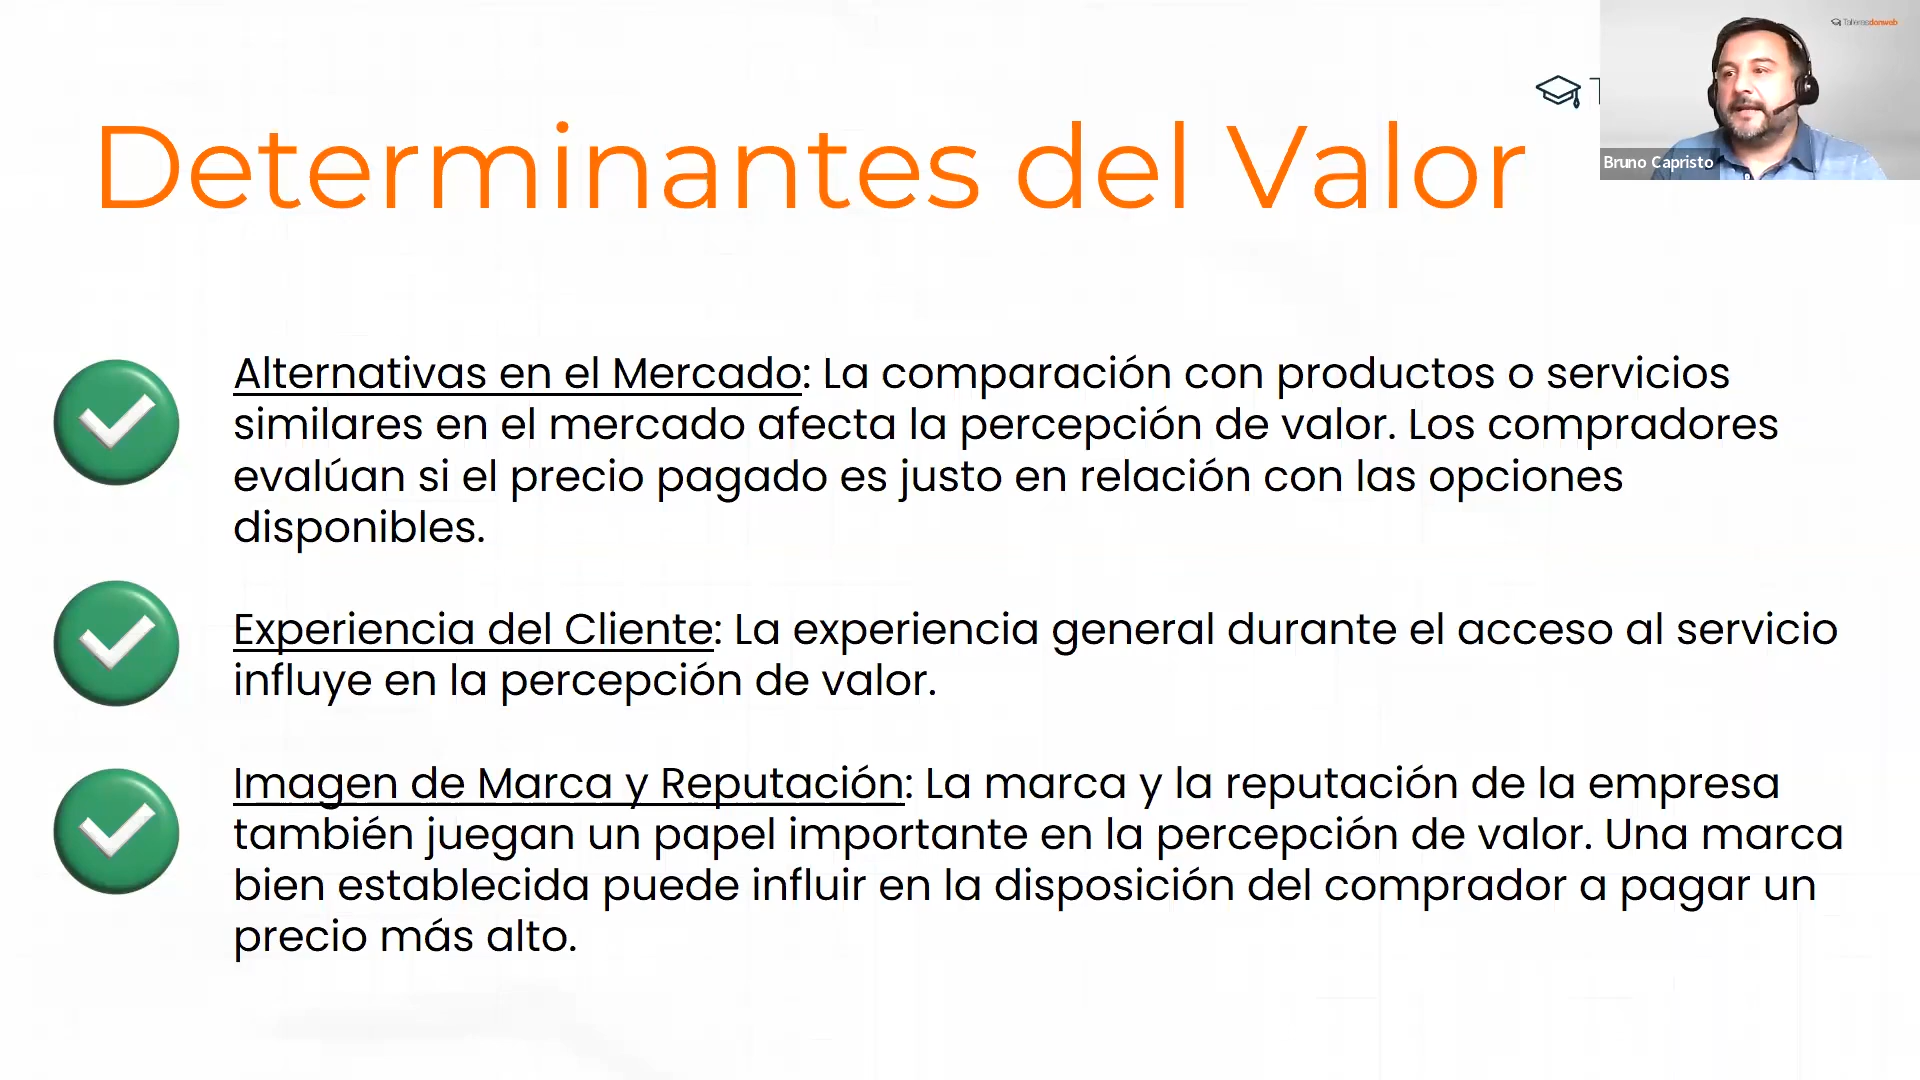 Talleresdonweb
T
Determinantes del Valor
Bruno Capristo
Alternativas en el Mercado: La comparación con productos o servicios
similares en el mercado afecta la percepción de valor. Los compradores
evalúan si el precio pagado es justo en relación con las opciones
disponibles.
Experiencia del Cliente: La experiencia general durante el acceso al servicio
influye en la percepción de valor.
Imagen de Marca y Reputación: La marca y la reputación de la empresa
también juegan un papel importante en la percepción de valor. Una marca
bien establecida puede influir en la disposición del comprador a pagar un
precio más alto.